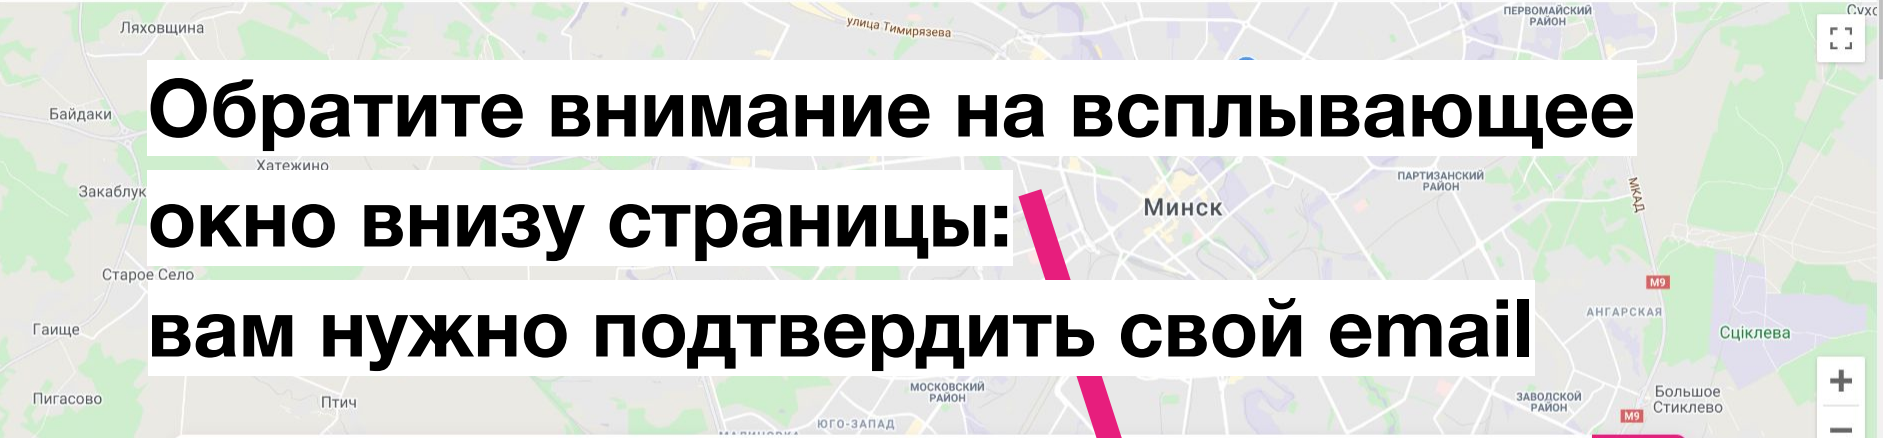 Ляховщина
улица Тимирязева
ПЕРВОМАЙСКИЙ
РАЙОН
Обратите внимание на всплывающее
Байдаки
Хатежино
Закаблук
ПАРТИЗАНСКИЙ
РАЙОН
МКАД
окно внизу страницы:
Минск
Старое Село
M9
вам нужно подтвердить свой email
Гаище
АНГАРСКАЯ
Сціклева
Пигасово
Птич
МОСКОВСКИЙ
РАЙОН
ЗАВОДСКОЙ
РАЙОН
Большое
Стиклево
M9
ЮГО-ЗАПАД